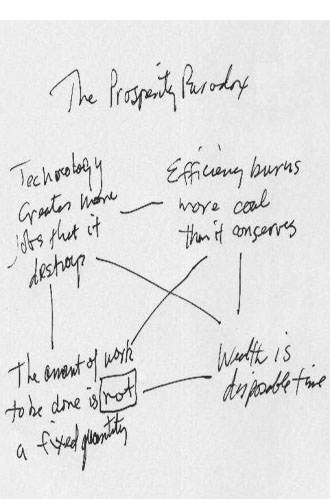 The Prosperity Paradox
Technology
Creates more
jobs that it
destroys
Efficiency burns
more coal
than it conserves
The amount of work
to be done is not
a fixed quantity
Wealth is
disposable time